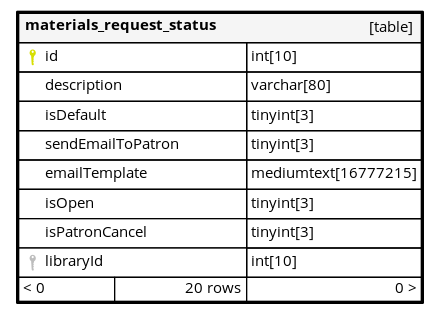 materials_request_status [table]
id int[10]
description varchar[80]
isDefault tinyint[3]
sendEmailToPatron tinyint[3]
emailTemplate mediumtext[16777215]
isOpen tinyint[3]
isPatronCancel tinyint[3]
libraryId int[10]
< 0 20 rows 0 >